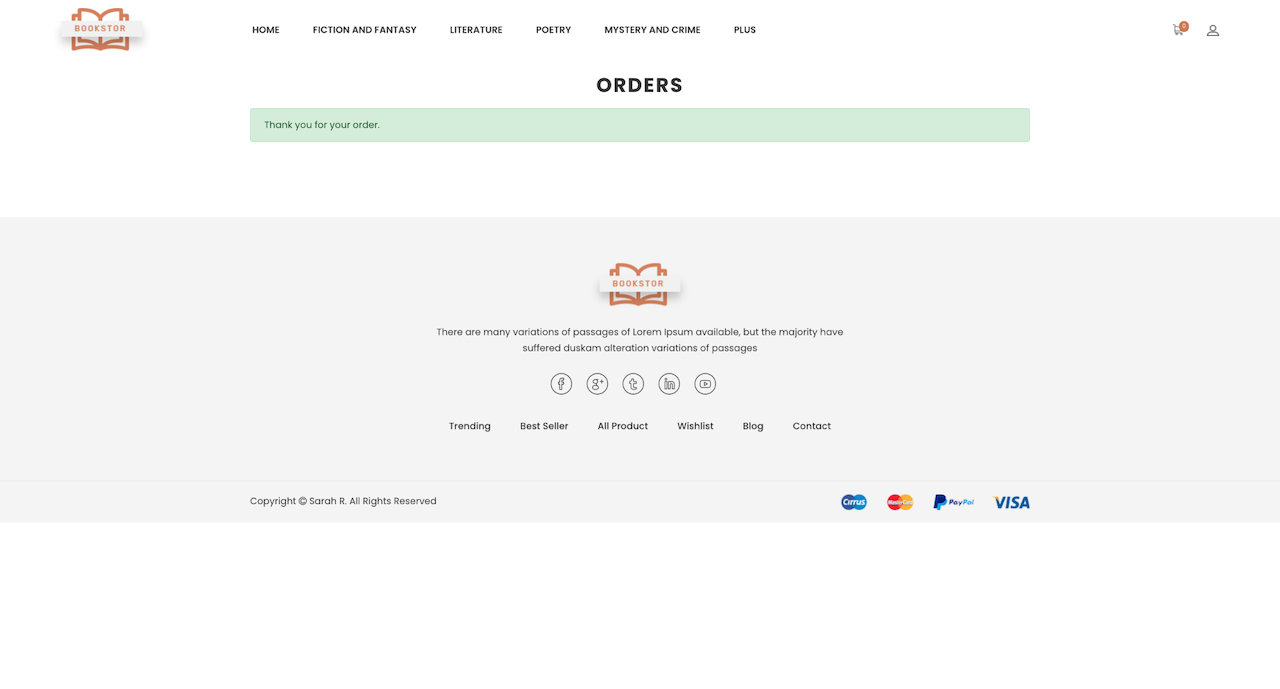 BOOKSTOR
HOME FICTION AND FANTASY LITERATURE POETRY MYSTERY AND CRIME PLUS
0
ORDERS
Thank you for your order.
BOOKSTOR
There are many variations of passages of Lorem Ipsum available, but the majority have
suffered duskam alteration variations of passages
Trending Best Seller All Product Wishlist Blog Contact
Copyright © Sarah R. All Rights Reserved
Cirrus MasterCard PayPal VISA